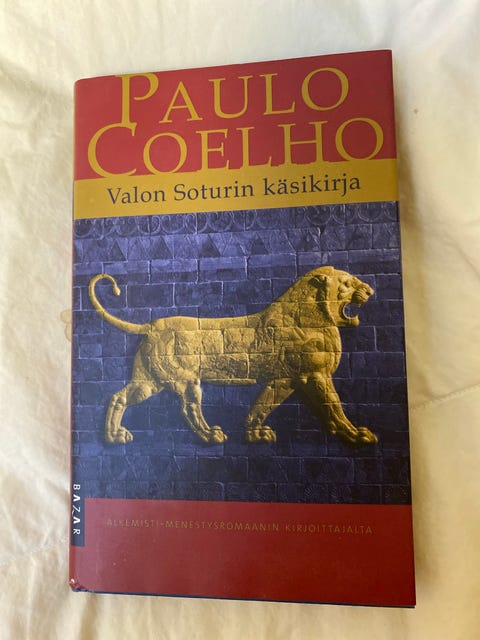 PAULO
COELHO
Valon Soturin käsikirja
BAZAR
ALKEMISTI-MENESTYSROMAANIN KIRJOITTAJALTA